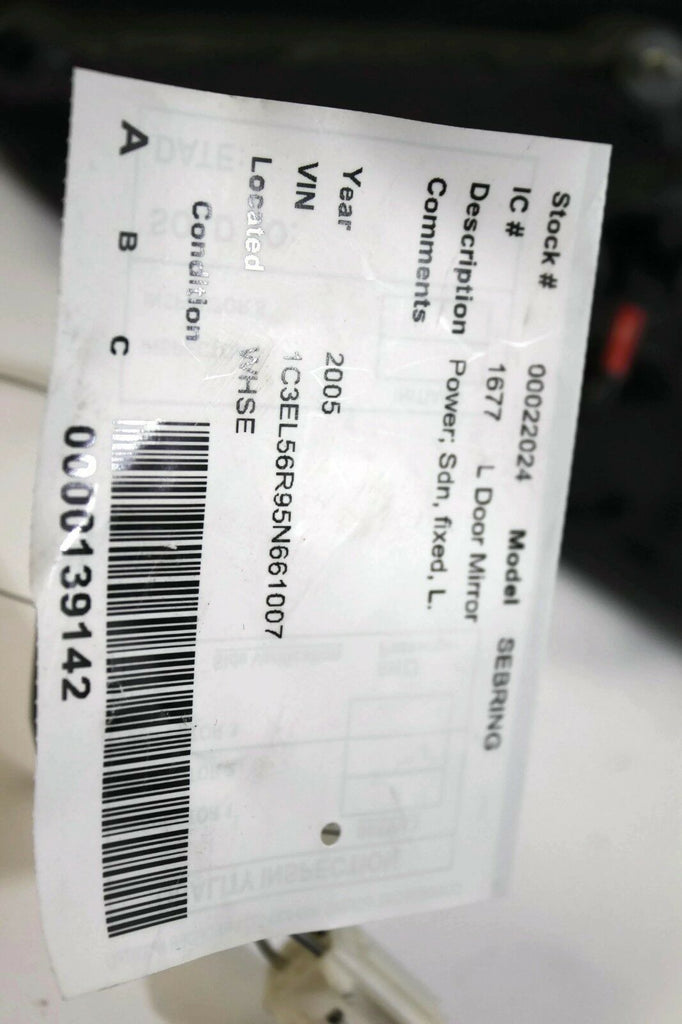 Stock # 00022024 Model SEBRING
IC # 1677 L Door Mirror
Description Power; Sdn, fixed, L.
Comments
Year 2005
VIN 1C3EL56R95N661007
Located WHSE
Condition
A B C
0000139142